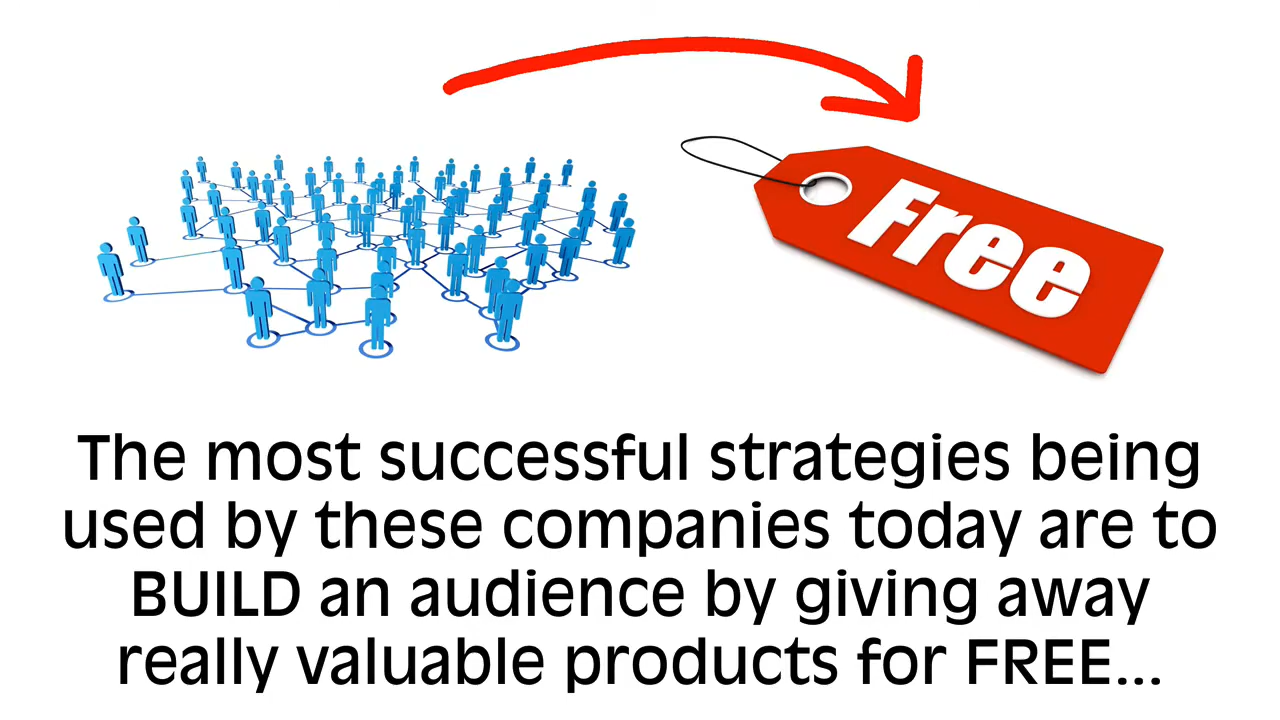 Free
The most successful strategies being
used by these companies today are to
BUILD an audience by giving away
really valuable products for FREE...